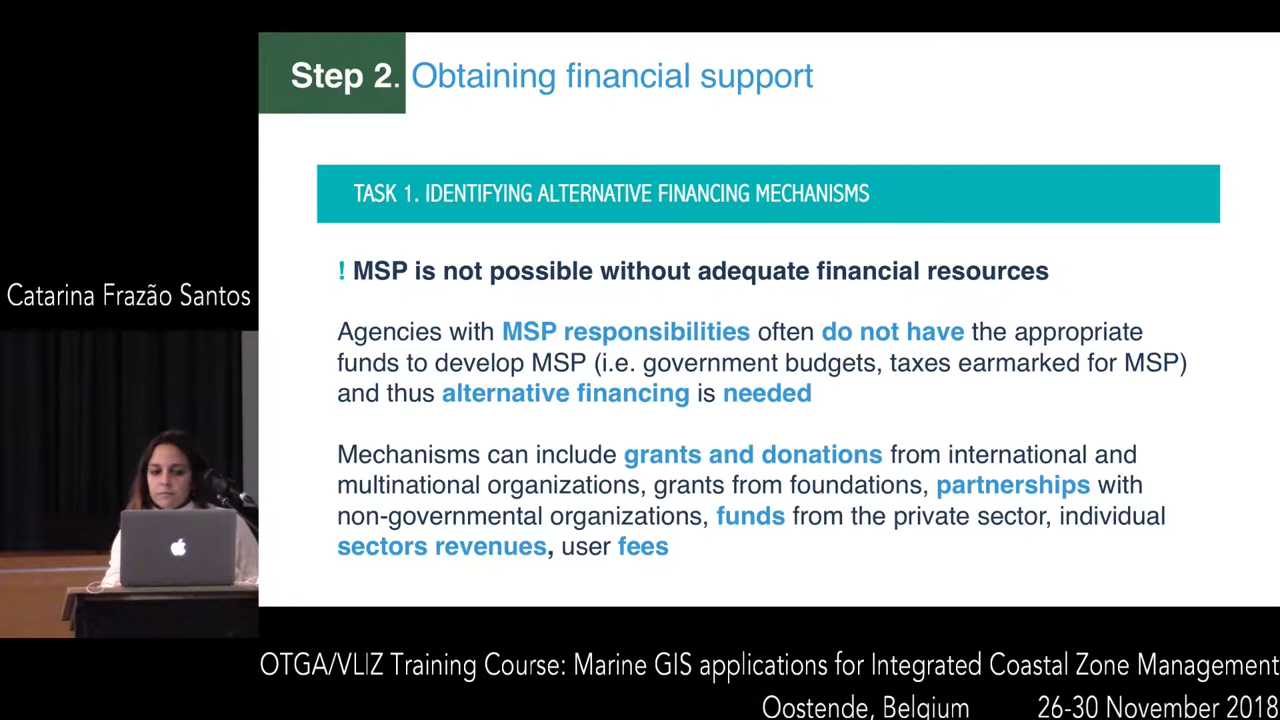 Step 2. Obtaining financial support
TASK 1. IDENTIFYING ALTERNATIVE FINANCING MECHANISMS
! MSP is not possible without adequate financial resources
Agencies with MSP responsibilities often do not have the appropriate
funds to develop MSP (i.e. government budgets, taxes earmarked for MSP)
and thus alternative financing is needed
Mechanisms can include grants and donations from international and
multinational organizations, grants from foundations, partnerships with
non-governmental organizations, funds from the private sector, individual
sectors revenues, user fees
Catarina Frazão Santos
OTGA/VLIZ Training Course: Marine GIS applications for Integrated Coastal Zone Management
Oostende, Belgium 26-30 November 2018